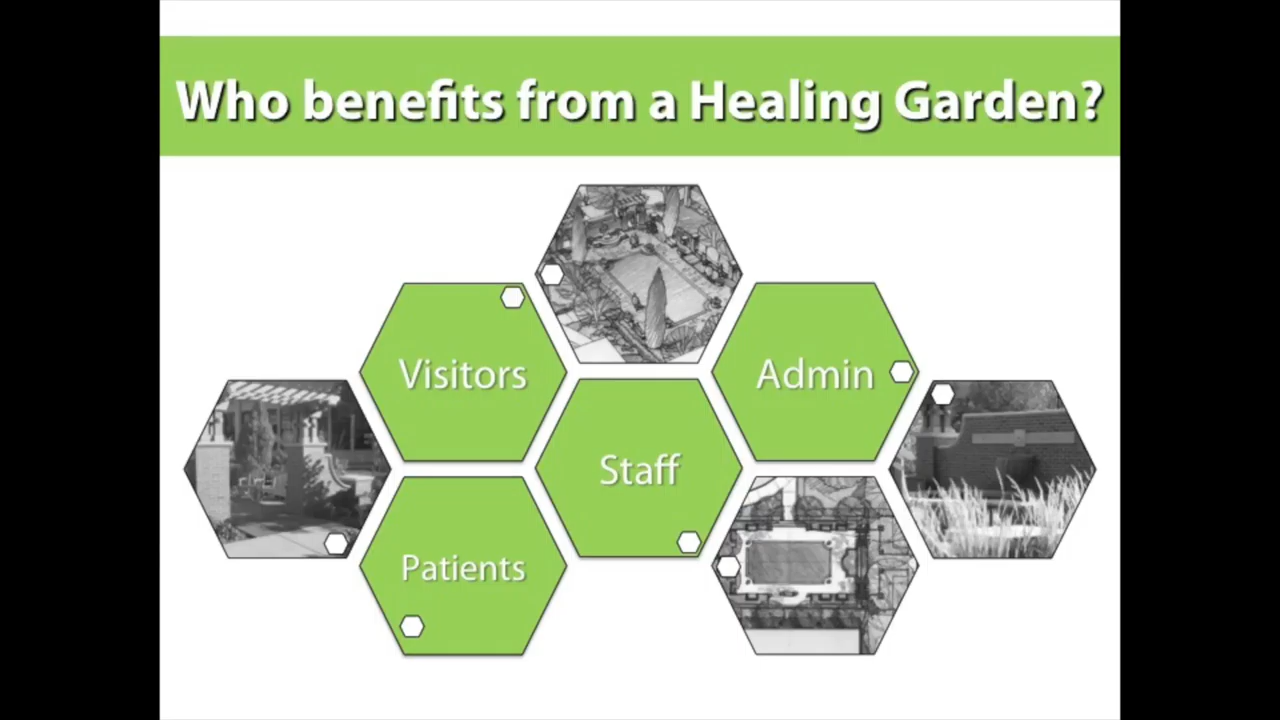 Who benefits from a Healing Garden?
Visitors
Admin
Staff
Patients